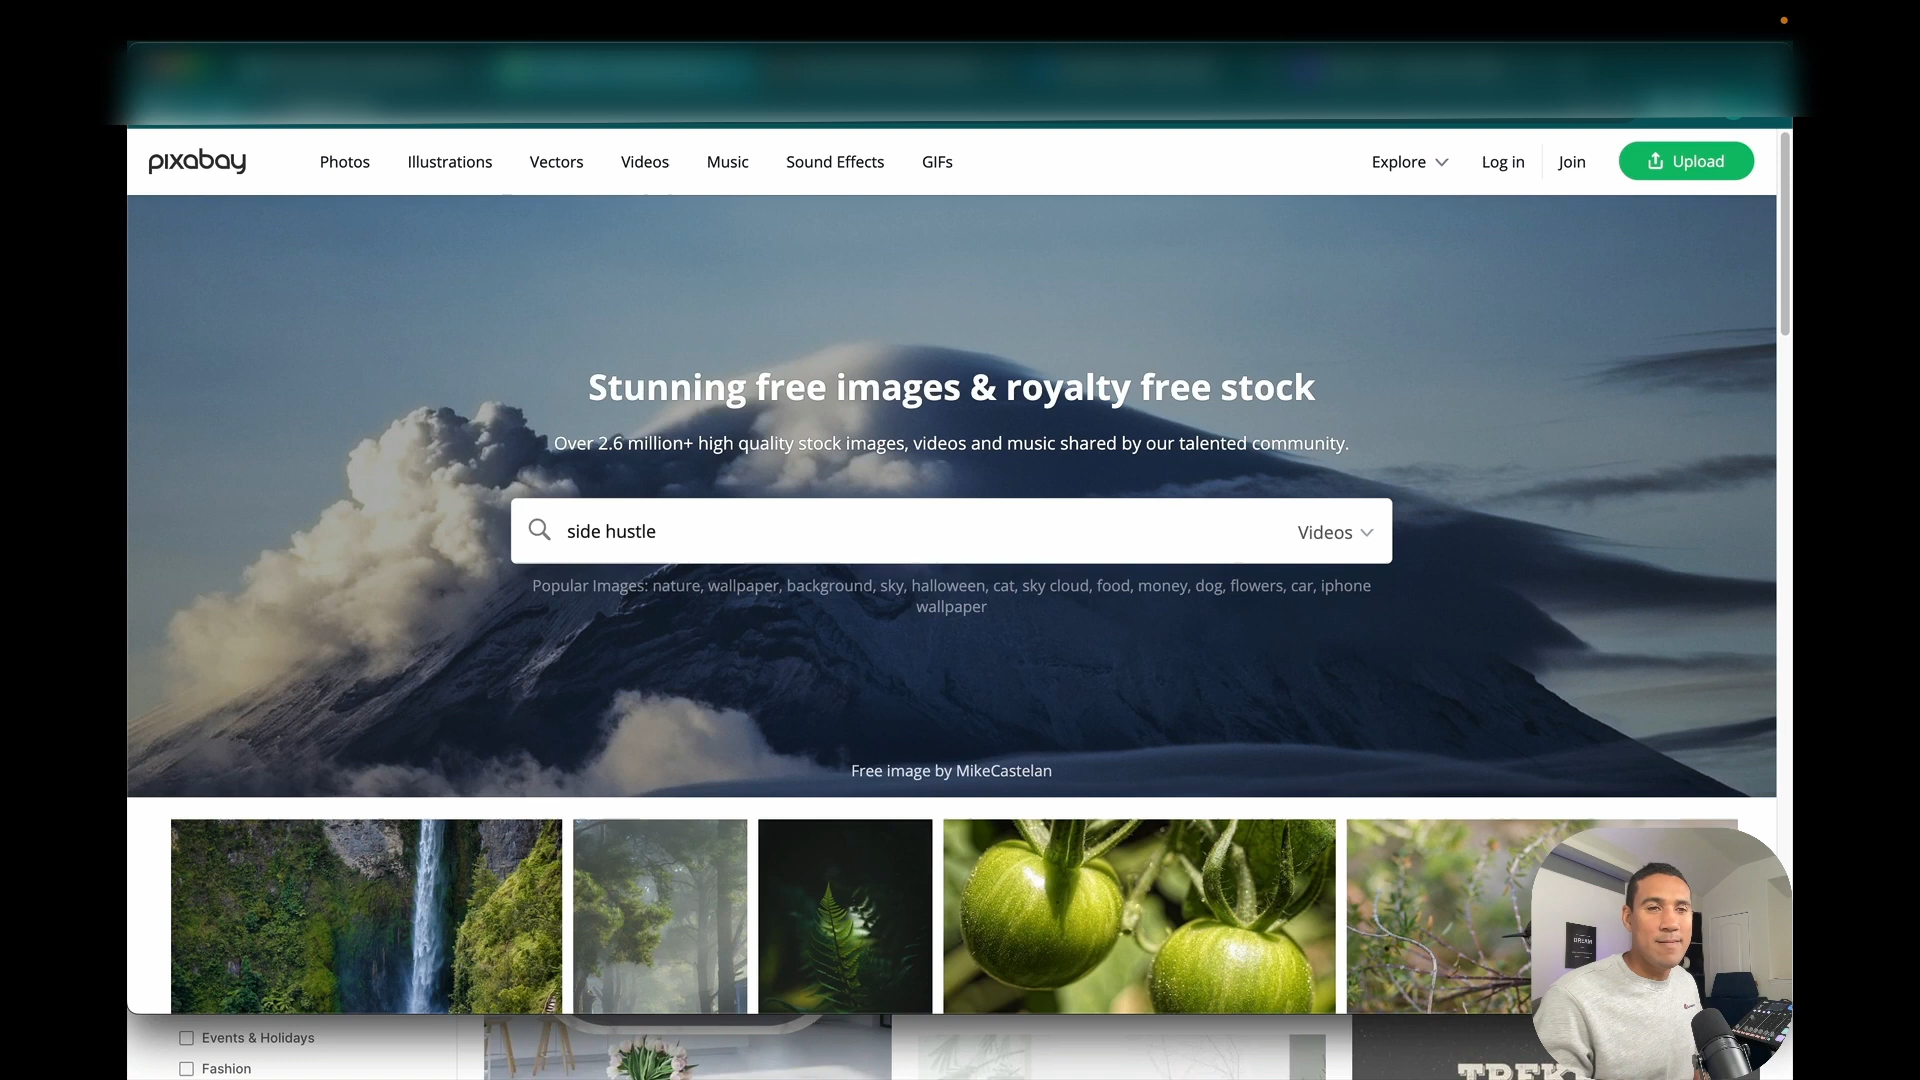 pixabay
Photos
Illustrations
Vectors
Videos
Music
Sound Effects
GIFs
Explore
Log in
Join
Upload
Stunning free images & royalty free stock
Over 2.6 million+ high quality stock images, videos and music shared by our talented community.
side hustle
Videos
Popular Images: nature, wallpaper, background, sky, halloween, cat, sky cloud, food, money, dog, flowers, car, iphone
wallpaper
Free image by MikeCastelan
DREAM
Events & Holidays
Fashion